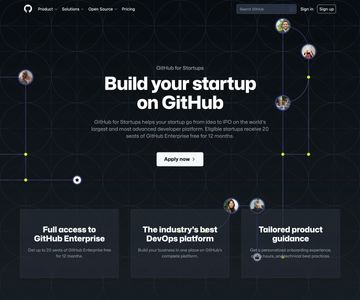 Product Solutions Open Source Pricing Search GitHub Sign in Sign up
GitHub for Startups
Build your startup
on GitHub
GitHub for Startups helps your startup go from idea to IPO on the world's
largest and most advanced developer platform. Eligible startups receive 20
seats of GitHub Enterprise free for 12 months.
Apply now
Full access to
GitHub Enterprise
Get up to 20 seats of GitHub Enterprise free
for 12 months.
The industry's best
DevOps platform
Build your business in one place on GitHub's
complete platform.
Tailored product
guidance
Get a personalized onboarding experience,
hours, and technical best practices.